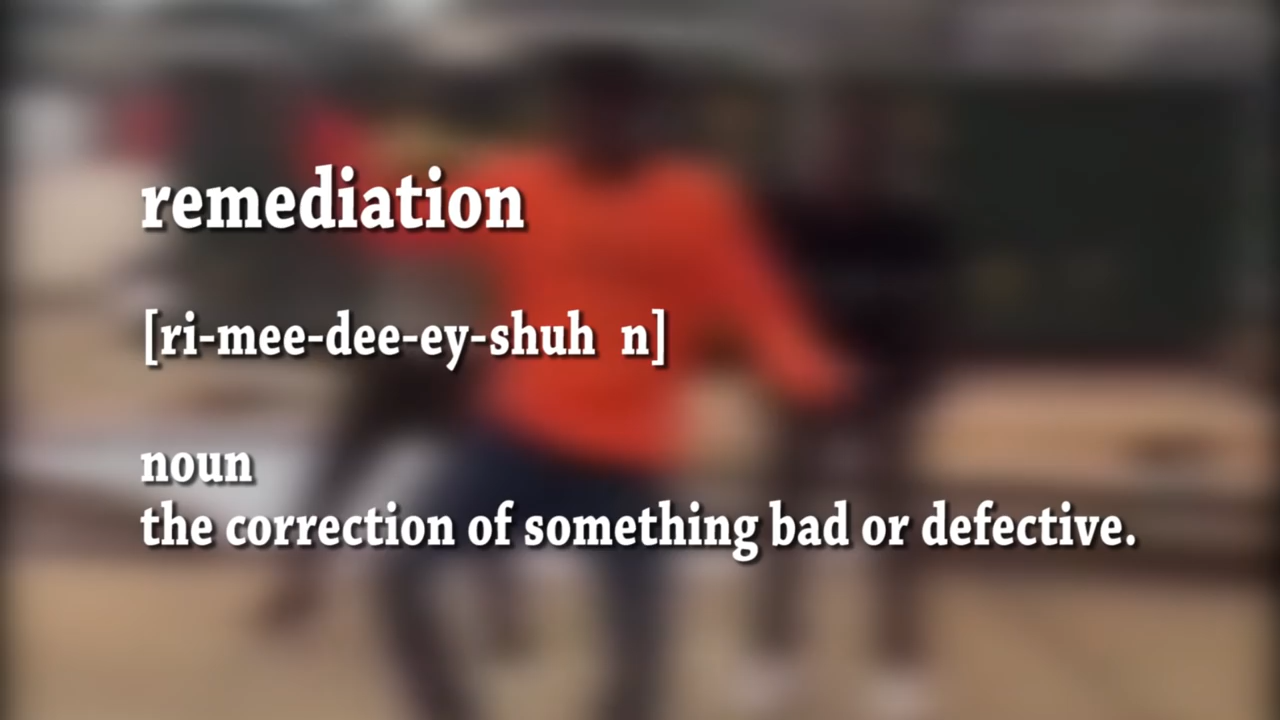 remediation
[ri-mee-dee-ey-shuh n]
noun
the correction of something bad or defective.